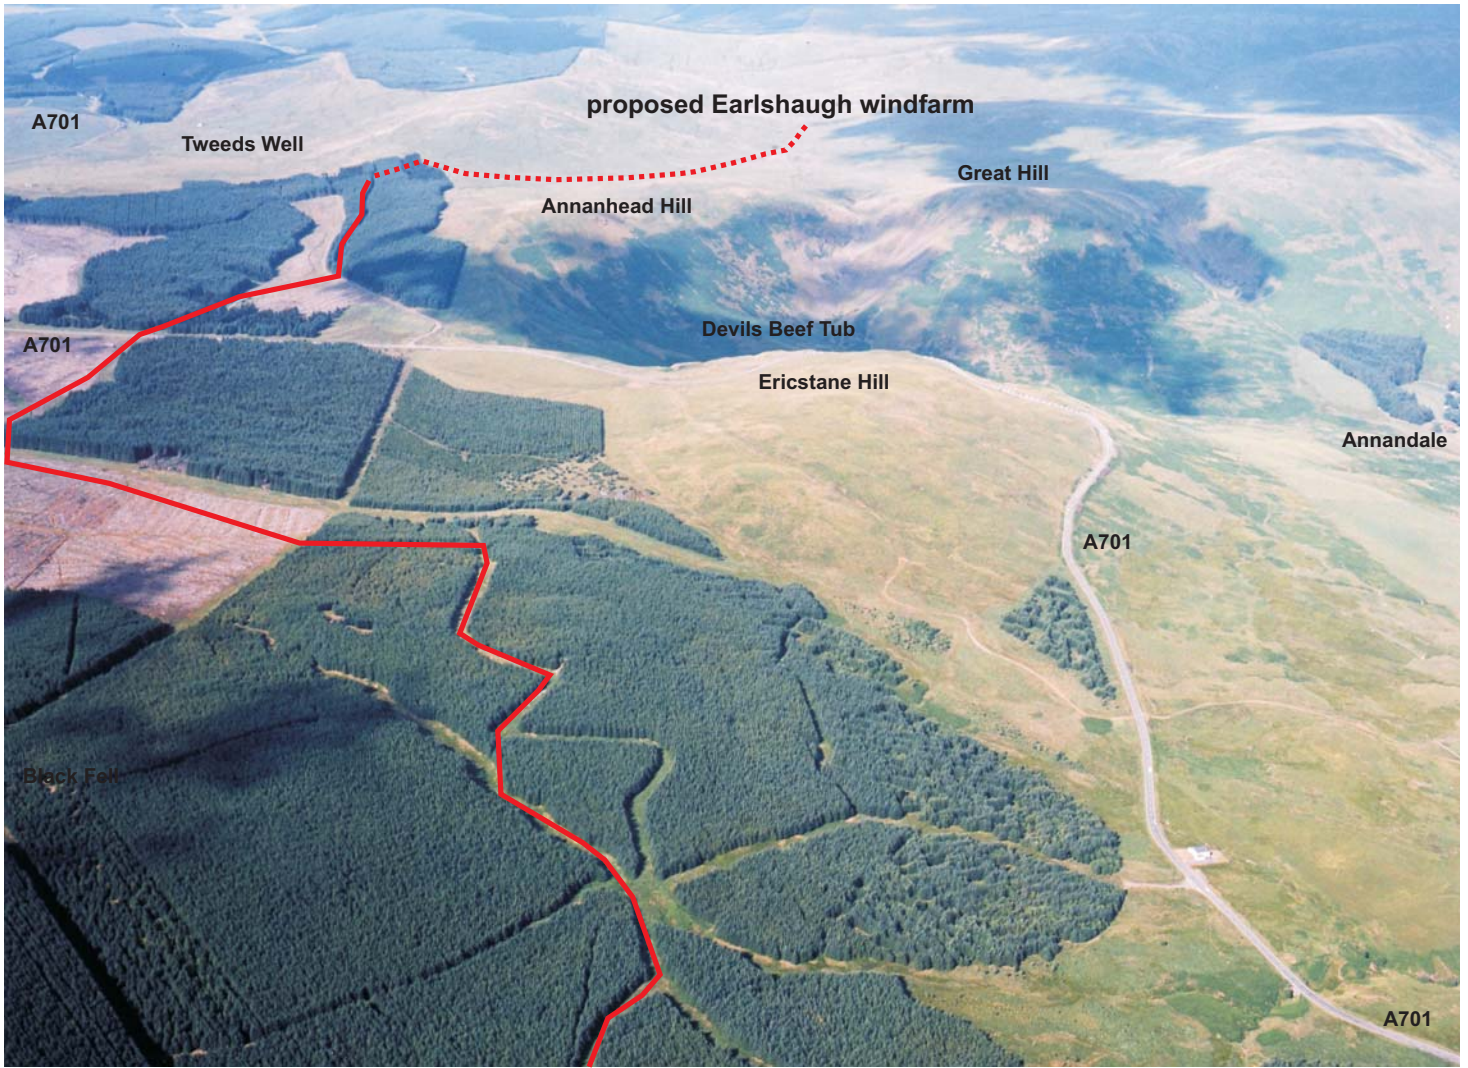 proposed Earlshaugh windfarm
A701
Tweeds Well
Great Hill
Annanhead Hill
Devils Beef Tub
A701
Ericstane Hill
Annandale
A701
Black Fell
A701